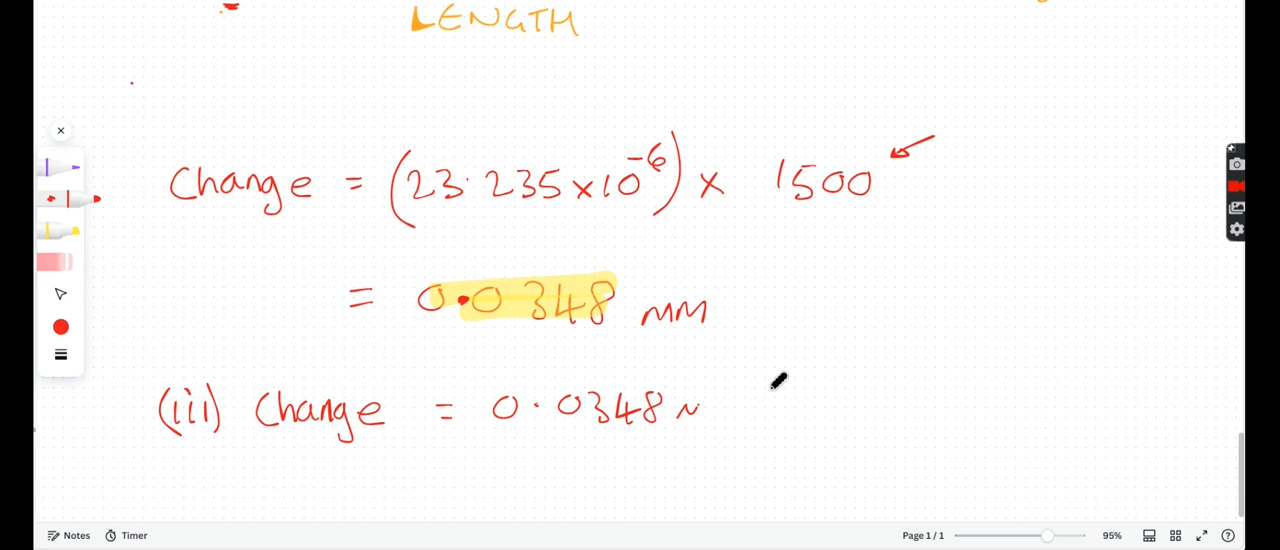 LENGTH
Change = (23.235×10⁻⁶) × 1500
= 0.0348 mm
(iii) Change = 0.0348
Notes Timer Page 1 / 1 95%